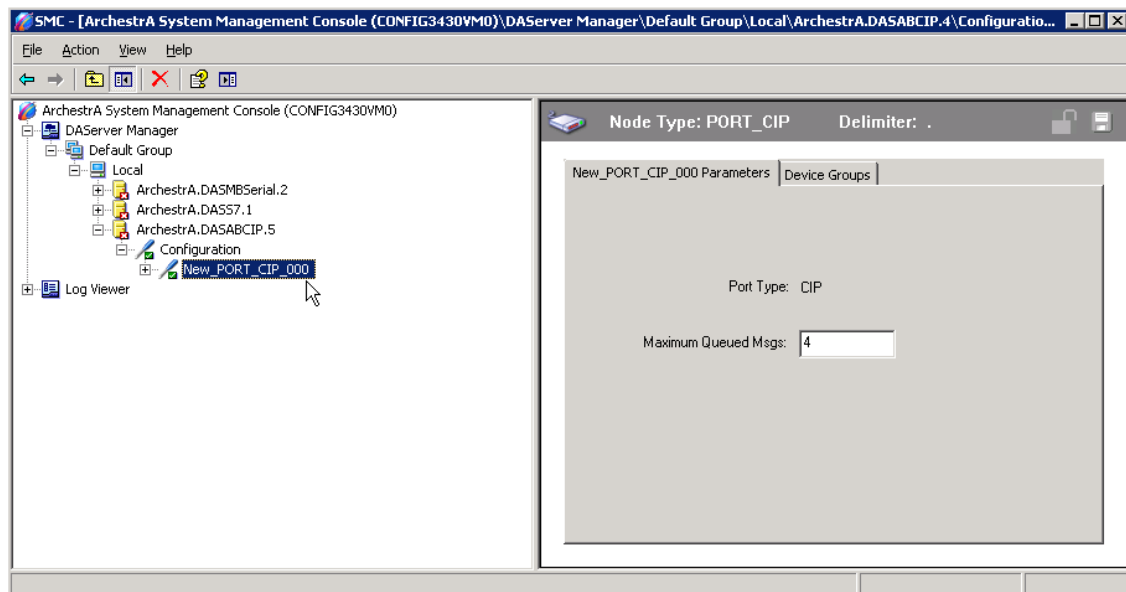 SMC - [ArchestrA System Management Console (CONFIG3430VM0)\DAServer Manager\Default Group\Local\ArchestrA.DASABCIP.4\Configuratio...
File Action View Help
ArchestrA System Management Console (CONFIG3430VM0)
DAServer Manager
Default Group
Local
ArchestrA.DASMBSerial.2
ArchestrA.DASS7.1
ArchestrA.DASABCIP.5
Configuration
New_PORT_CIP_000
Log Viewer
Node Type: PORT_CIP Delimiter: .
New_PORT_CIP_000 Parameters Device Groups
Port Type: CIP
Maximum Queued Msgs: 4